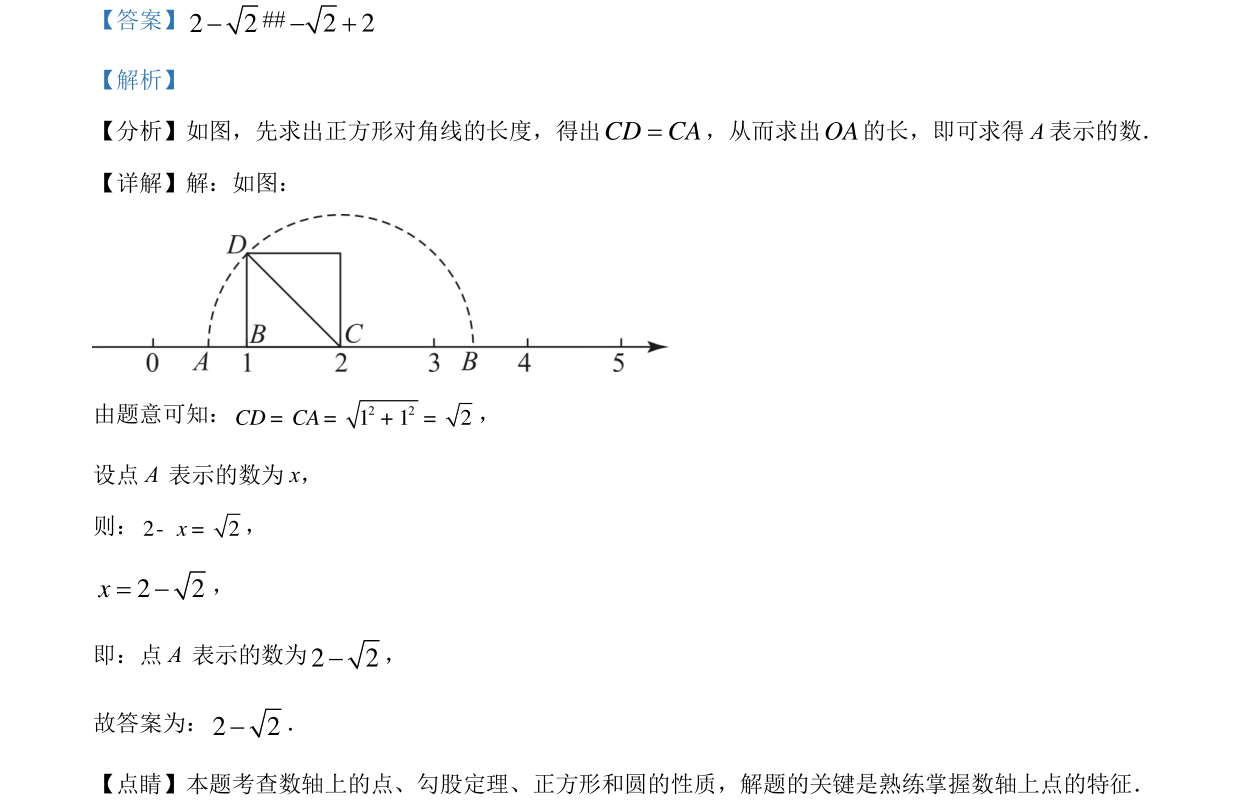 【答案】2－√2##－√2＋2
【解析】
【分析】如图，先求出正方形对角线的长度，得出CD＝CA，从而求出OA的长，即可求得 A 表示的数．
【详解】解：如图：
D
B C
0 A 1 2 3 B 4 5
由题意可知：CD= CA= √(1²+1²) = √2，
设点 A 表示的数为 x，
则：2- x= √2，
x＝2－√2，
即：点 A 表示的数为2－√2，
故答案为：2－√2．
【点睛】本题考查数轴上的点、勾股定理、正方形和圆的性质，解题的关键是熟练掌握数轴上点的特征．